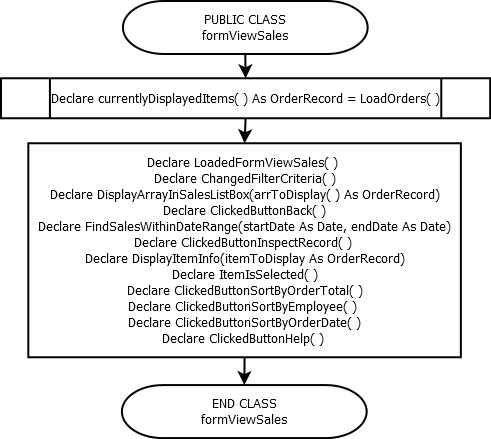 PUBLIC CLASS
formViewSales
Declare currentlyDisplayedItems( ) As OrderRecord = LoadOrders( )
Declare LoadedFormViewSales( )
Declare ChangedFilterCriteria( )
Declare DisplayArrayInSalesListBox(arrToDisplay( ) As OrderRecord)
Declare ClickedButtonBack( )
Declare FindSalesWithinDateRange(startDate As Date, endDate As Date)
Declare ClickedButtonInspectRecord( )
Declare DisplayItemInfo(itemToDisplay As OrderRecord)
Declare ItemIsSelected( )
Declare ClickedButtonSortByOrderTotal( )
Declare ClickedButtonSortByEmployee( )
Declare ClickedButtonSortByOrderDate( )
Declare ClickedButtonHelp( )
END CLASS
formViewSales